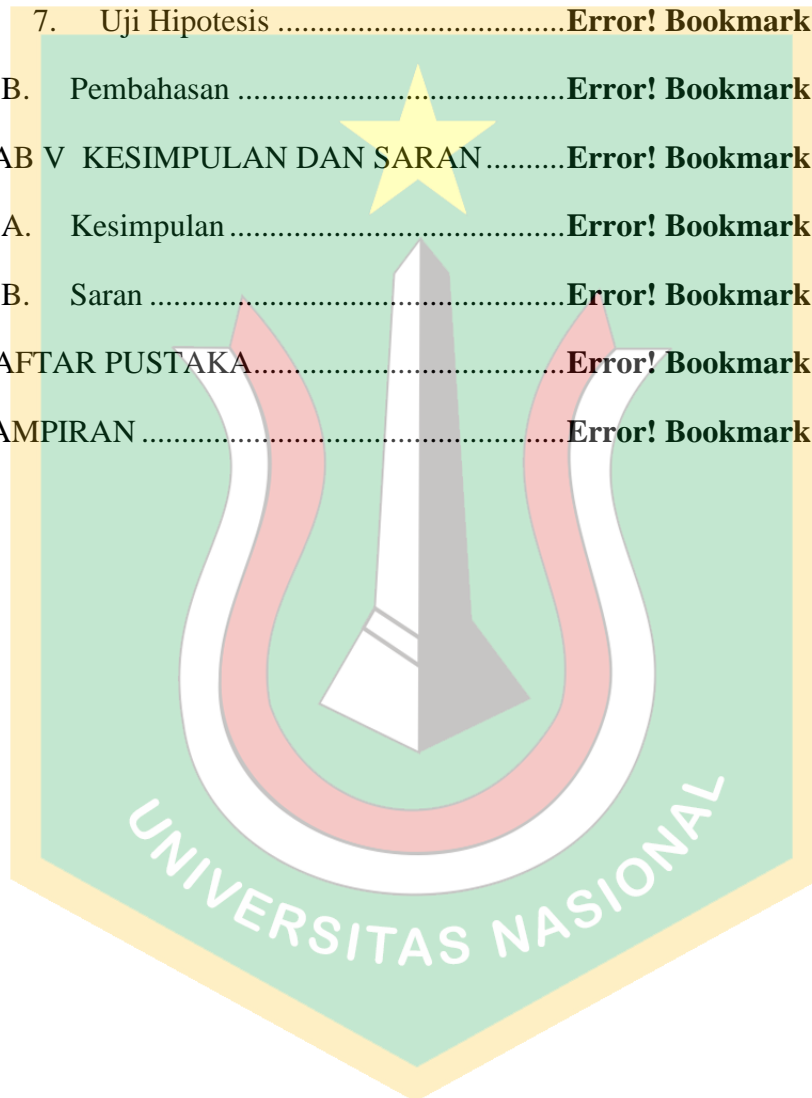 7. Uji Hipotesis ....................................Error! Bookmark
B. Pembahasan .........................................Error! Bookmark
AB V KESIMPULAN DAN SARAN ..........Error! Bookmark
A. Kesimpulan ..........................................Error! Bookmark
B. Saran ....................................................Error! Bookmark
AFTAR PUSTAKA.......................................Error! Bookmark
AMPIRAN .....................................................Error! Bookmark
UNIVERSITAS NASIONAL